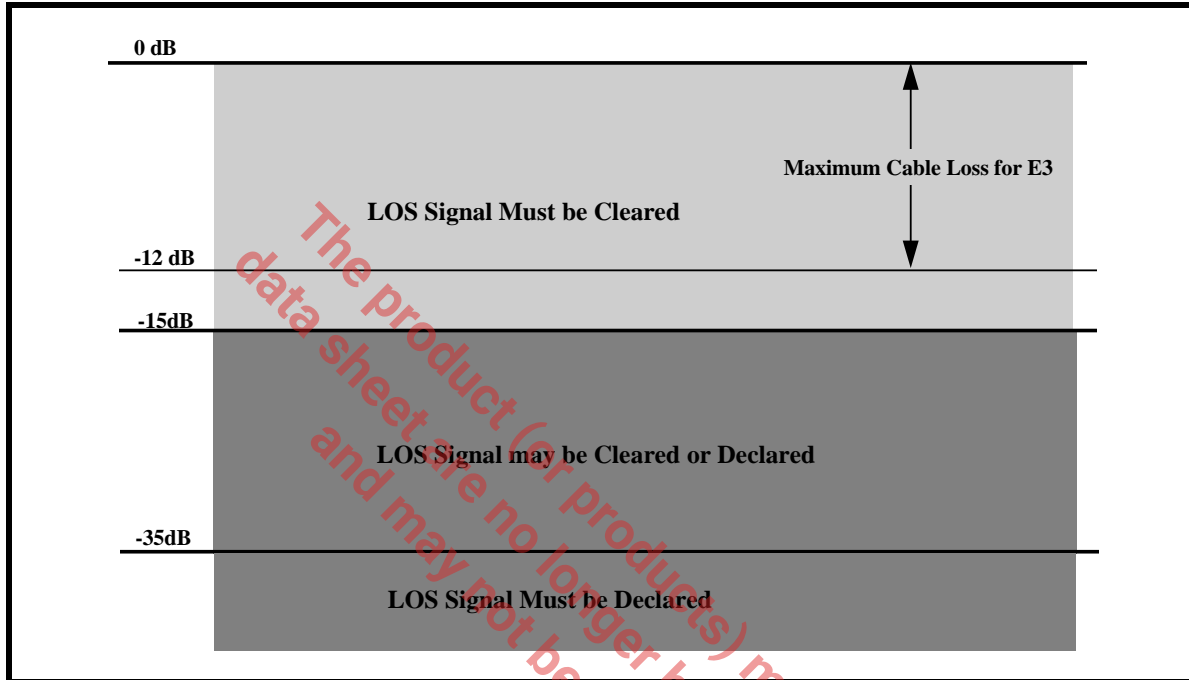 0 dB
Maximum Cable Loss for E3
LOS Signal Must be Cleared
-12 dB
-15dB
LOS Signal may be Cleared or Declared
-35dB
LOS Signal Must be Declared
The product (or products)
data sheet are no longer
and may not be